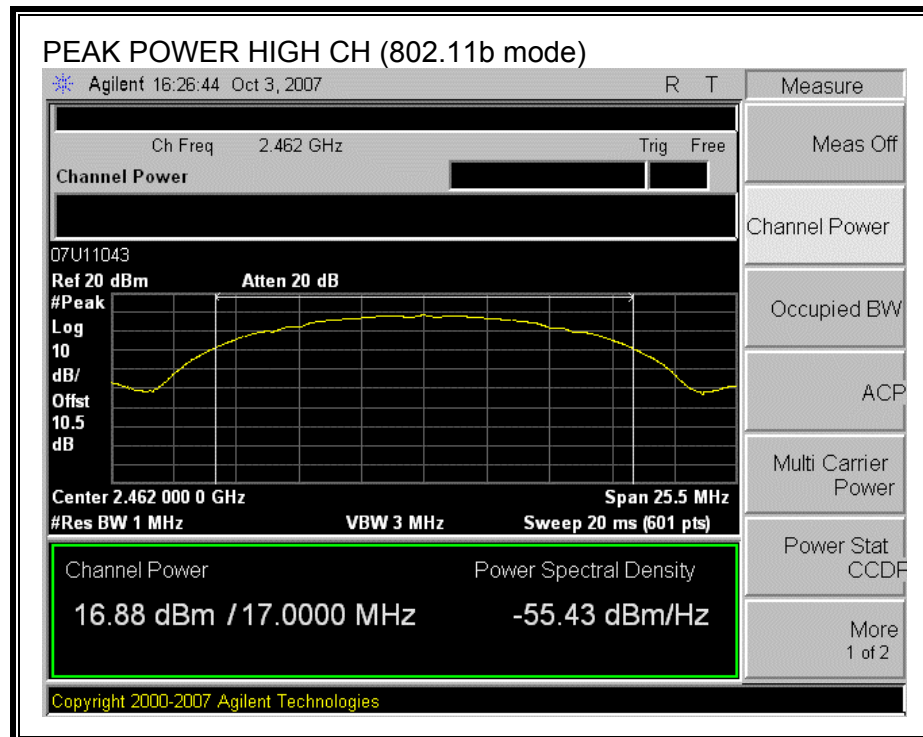 PEAK POWER HIGH CH (802.11b mode)
Agilent 16:26:44 Oct 3, 2007 R T
Measure
Ch Freq 2.462 GHz Trig Free
Channel Power
07U11043
Ref 20 dBm Atten 20 dB
#Peak
Log
10
dB/
Offst
10.5
dB
Center 2.462 000 0 GHz Span 25.5 MHz
#Res BW 1 MHz VBW 3 MHz Sweep 20 ms (601 pts)
Channel Power Power Spectral Density
16.88 dBm / 17.0000 MHz -55.43 dBm/Hz
Copyright 2000-2007 Agilent Technologies
Meas Off
Channel Power
Occupied BW
ACP
Multi Carrier
Power
Power Stat
CCDF
More
1 of 2